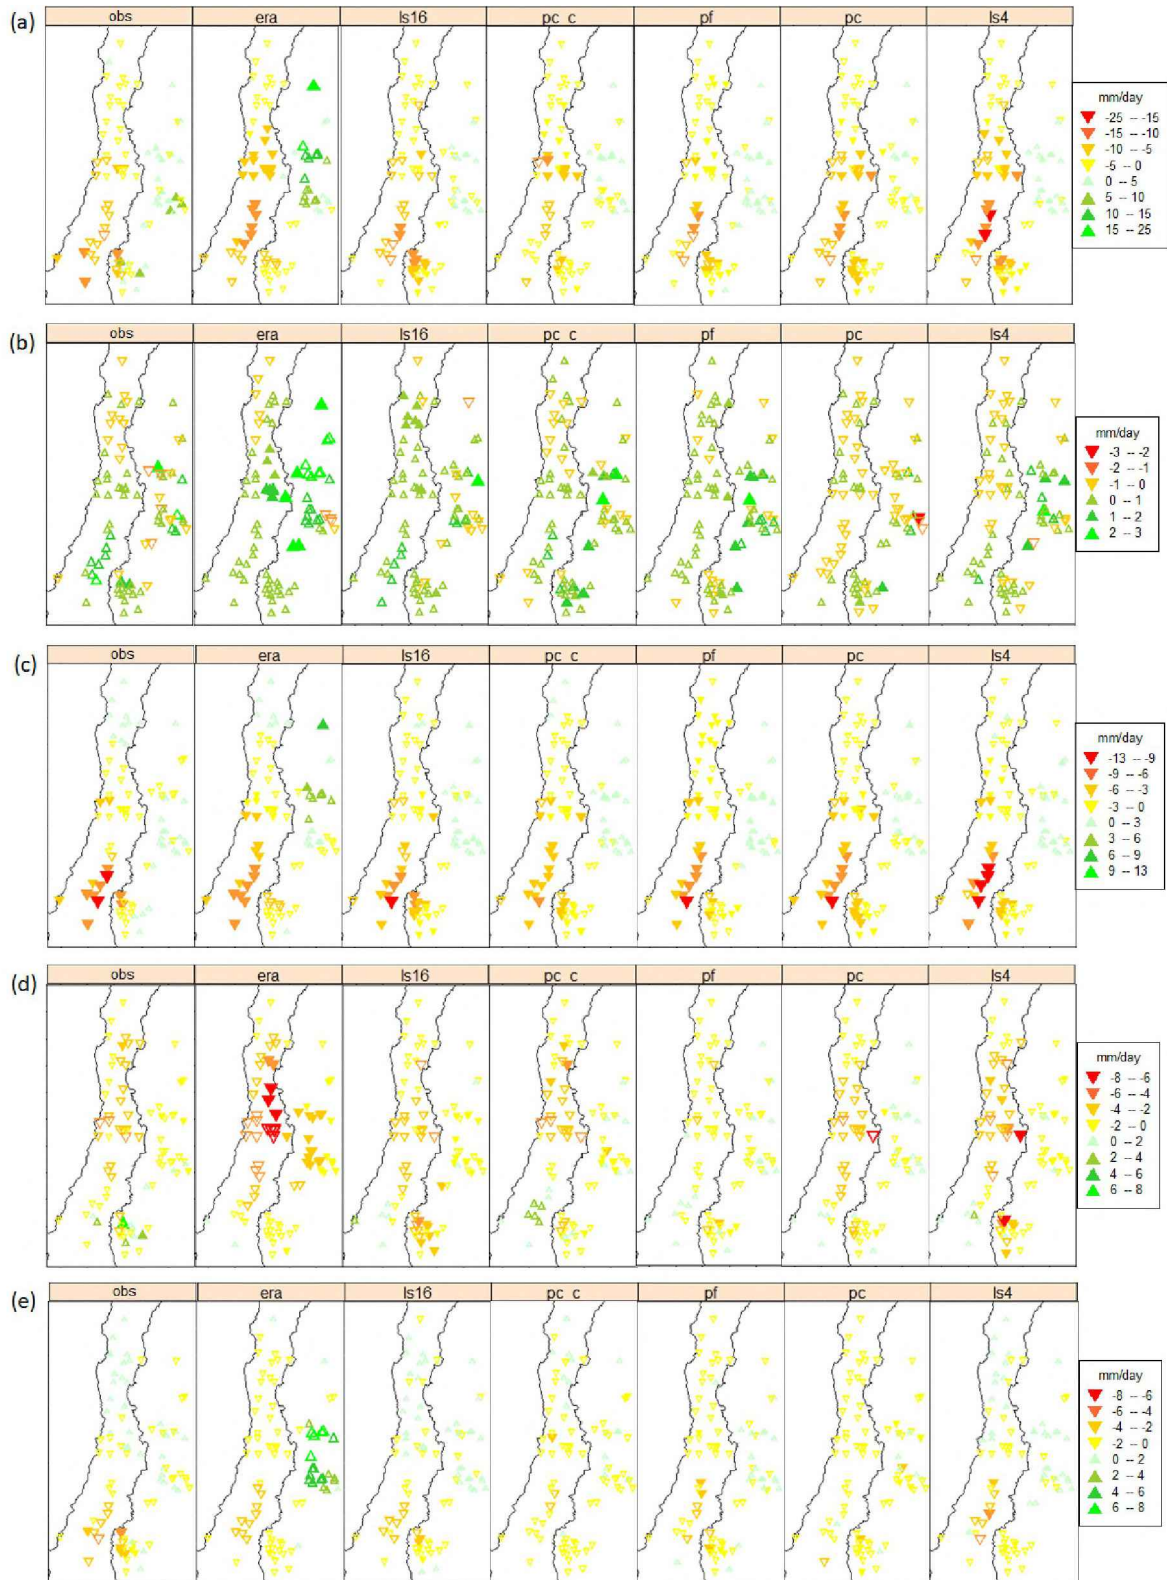 (a)
obs era ls16 pc c pf pc ls4
mm/day
-25 -- -15
-15 -- -10
-10 -- -5
-5 -- 0
0 -- 5
5 -- 10
10 -- 15
15 -- 25
(b)
obs era ls16 pc c pf pc ls4
mm/day
-3 -- -2
-2 -- -1
-1 -- 0
0 -- 1
1 -- 2
2 -- 3
(c)
obs era ls16 pc c pf pc ls4
mm/day
-13 -- -9
-9 -- -6
-6 -- -3
-3 -- 0
0 -- 3
3 -- 6
6 -- 9
9 -- 13
(d)
obs era ls16 pc c pf pc ls4
mm/day
-8 -- -6
-6 -- -4
-4 -- -2
-2 -- 0
0 -- 2
2 -- 4
4 -- 6
6 -- 8
(e)
obs era ls16 pc c pf pc ls4
mm/day
-8 -- -6
-6 -- -4
-4 -- -2
-2 -- 0
0 -- 2
2 -- 4
4 -- 6
6 -- 8